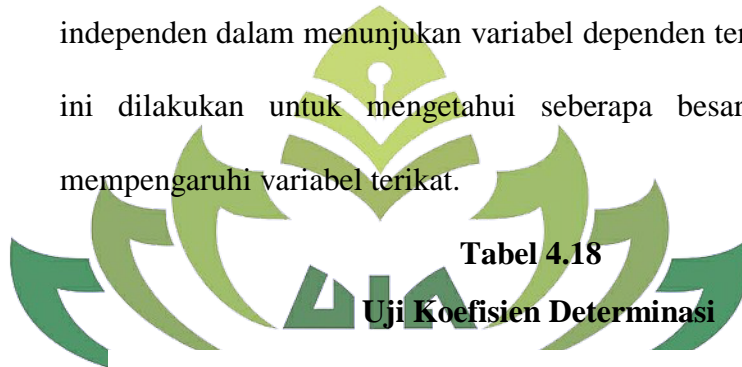 independen dalam menunjukan variabel dependen
ini dilakukan untuk mengetahui seberapa besar
mempengaruhi variabel terikat.
Tabel 4.18
Uji Koefisien Determinasi